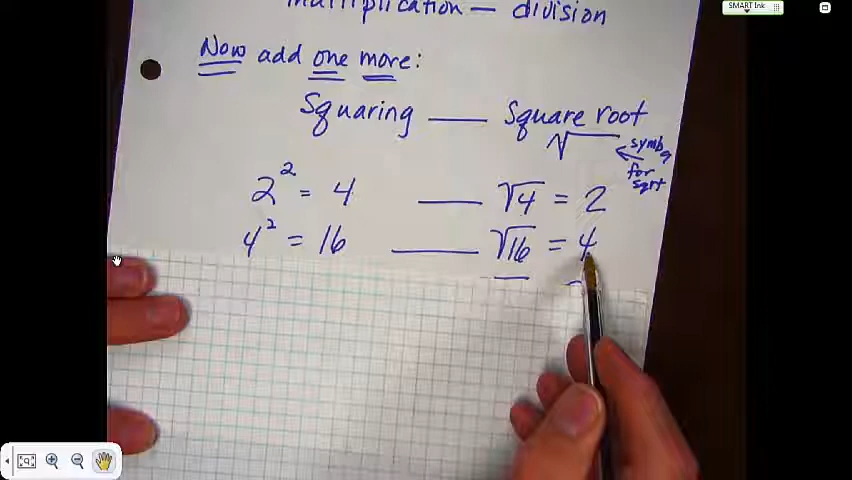 multiplication — division
SMART Ink
Now add one more:
Squaring — Square root
√ ← symb
for
sqrt
2² = 4 — √4 = 2
4² = 16 — √16 = 4